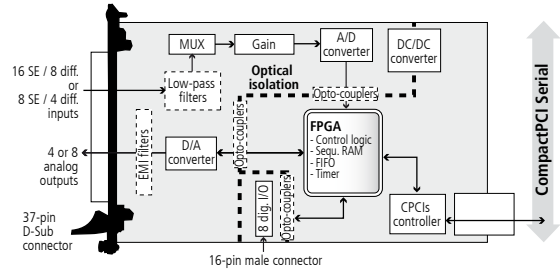 MUX
Gain
A/D
converter
DC/DC
converter
16 SE / 8 diff.
or
8 SE / 4 diff.
inputs
Low-pass
filters
Optical
isolation
Opto-couplers
CompactPCI Serial
4 or 8
analog
outputs
EMI filters
D/A
converter
Opto-couplers
FPGA
- Control logic
- Sequ. RAM
- FIFO
- Timer
8 dig. I/O
Opto-couplers
CPCIs
controller
37-pin
D-Sub
connector
16-pin male connector